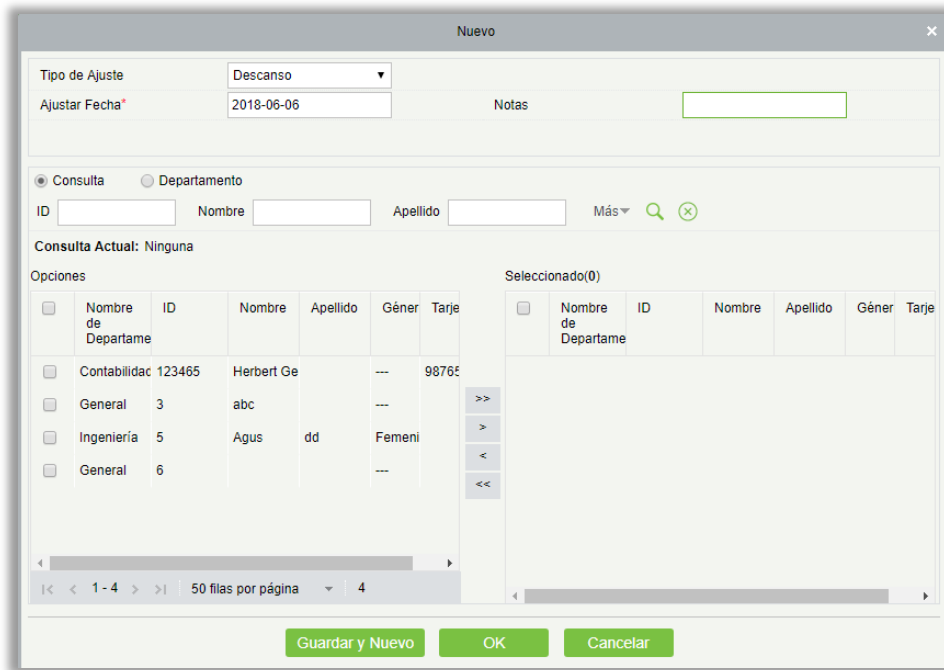 Nuevo ×
Tipo de Ajuste Descanso
Ajustar Fecha* 2018-06-06 Notas
Consulta Departamento
ID Nombre Apellido Más
Consulta Actual: Ninguna
Opciones Seleccionado(0)
Nombre ID Nombre Apellido Géner Tarje Nombre ID Nombre Apellido Géner Tarje
de de
Departame Departame
Contabilidad 123465 Herbert Ge --- 98765
General 3 abc ---
>>
Ingeniería 5 Agus dd Femeni
>
<
General 6 ---
<<
|< < 1 - 4 > >| 50 filas por página 4
Guardar y Nuevo OK Cancelar